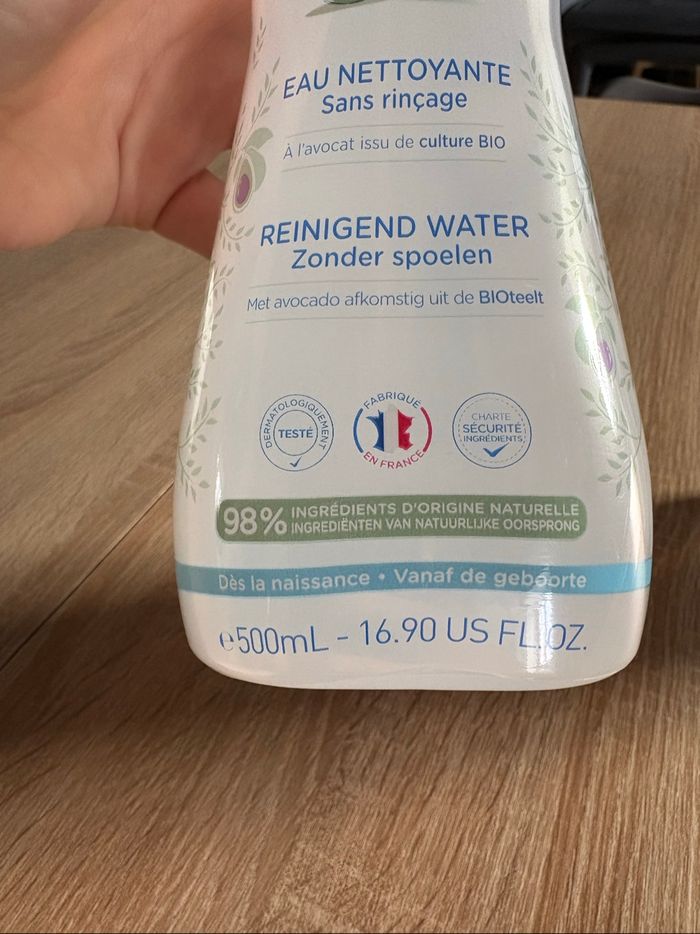 EAU NETTOYANTE
Sans rinçage
À l'avocat issu de culture BIO
REINIGEND WATER
Zonder spoelen
Met avocado afkomstig uit de BIOteelt
DERMATOLOGIQUEMENT
TESTÉ
FABRIQUÉ
EN FRANCE
CHARTE
SÉCURITÉ
INGRÉDIENTS
98% INGRÉDIENTS D'ORIGINE NATURELLE
INGREDIËNTEN VAN NATUURLIJKE OORSPRONG
Dès la naissance • Vanaf de geboorte
℮500mL - 16.90 US FL.OZ.